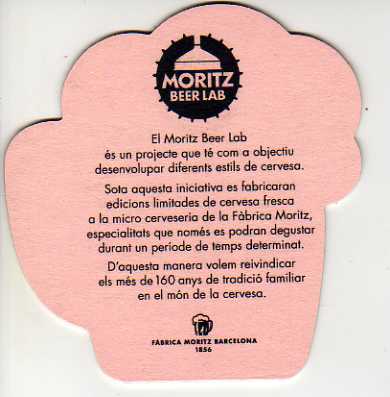 MORITZ
BEER LAB
El Moritz Beer Lab
és un projecte que té com a objectiu
desenvolupar diferents estils de cervesa.
Sota aquesta iniciativa es fabricaran
edicions limitades de cervesa fresca
a la micro cerveseria de la Fàbrica Moritz,
especialitats que només es podran degustar
durant un període de temps determinat.
D'aquesta manera volem reivindicar
els més de 160 anys de tradició familiar
en el món de la cervesa.
FÀBRICA MORITZ BARCELONA
1856